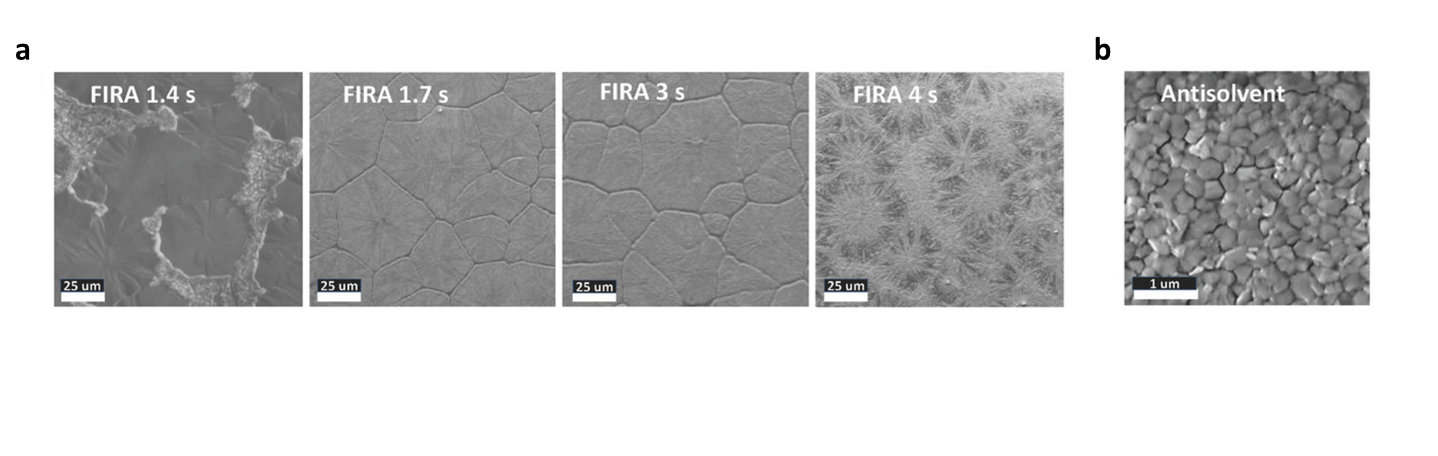 a
FIRA 1.4 s
25 um
FIRA 1.7 s
25 um
FIRA 3 s
25 um
FIRA 4 s
25 um
b
Antisolvent
1 um